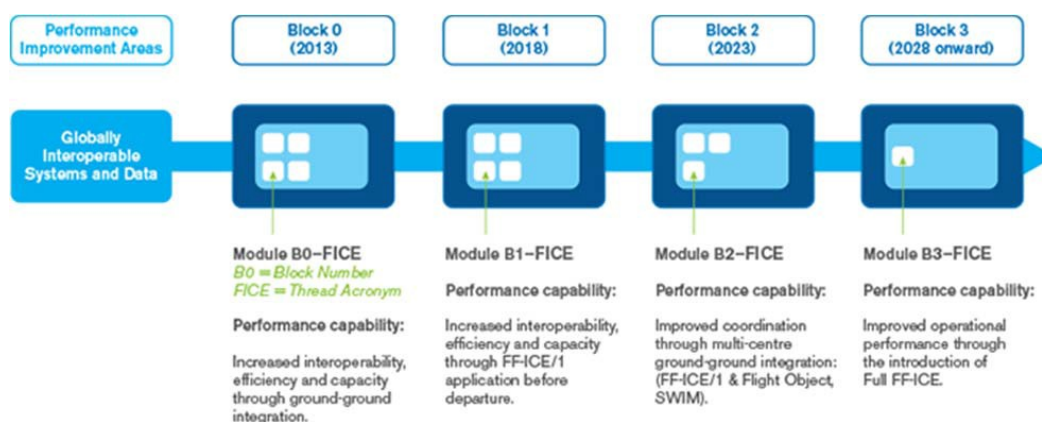 Performance
Improvement Areas
Block 0
(2013)
Block 1
(2018)
Block 2
(2023)
Block 3
(2028 onward)
Globally
Interoperable
Systems and Data
Module B0–FICE
B0 = Block Number
FICE = Thread Acronym
Performance capability:
Increased interoperability,
efficiency and capacity
through ground-ground
integration.
Module B1–FICE
Performance capability:
Increased interoperability,
efficiency and capacity
through FF-ICE/1
application before
departure.
Module B2–FICE
Performance capability:
Improved coordination
through multi-centre
ground-ground integration:
(FF-ICE/1 & Flight Object,
SWIM).
Module B3–FICE
Performance capability:
Improved operational
performance through
the introduction of
Full FF-ICE.